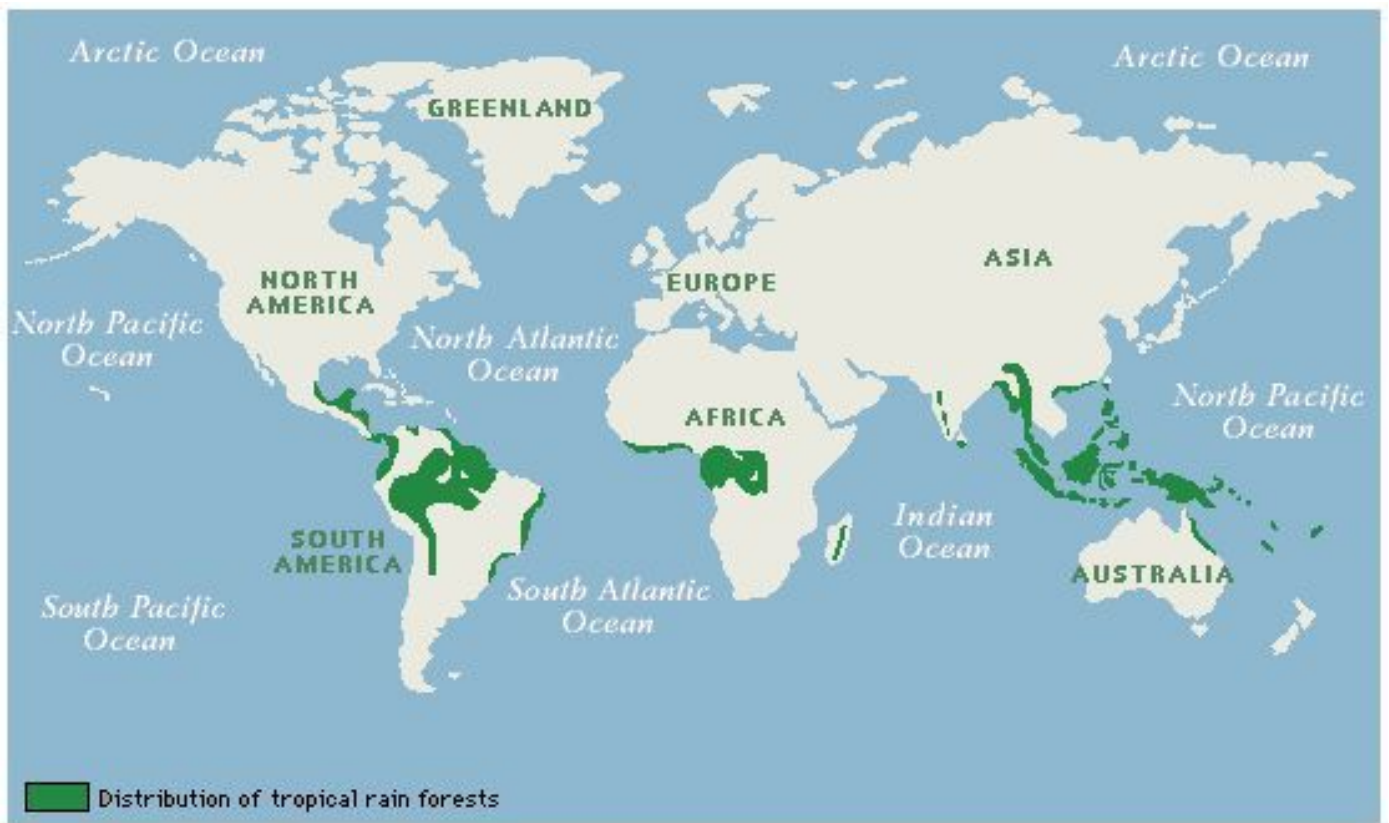 Arctic Ocean
Arctic Ocean
GREENLAND
ASIA
NORTH
AMERICA
EUROPE
North Pacific
Ocean
North Atlantic
Ocean
AFRICA
North Pacific
Ocean
Indian
Ocean
SOUTH
AMERICA
AUSTRALIA
South Pacific
Ocean
South Atlantic
Ocean
Distribution of tropical rain forests